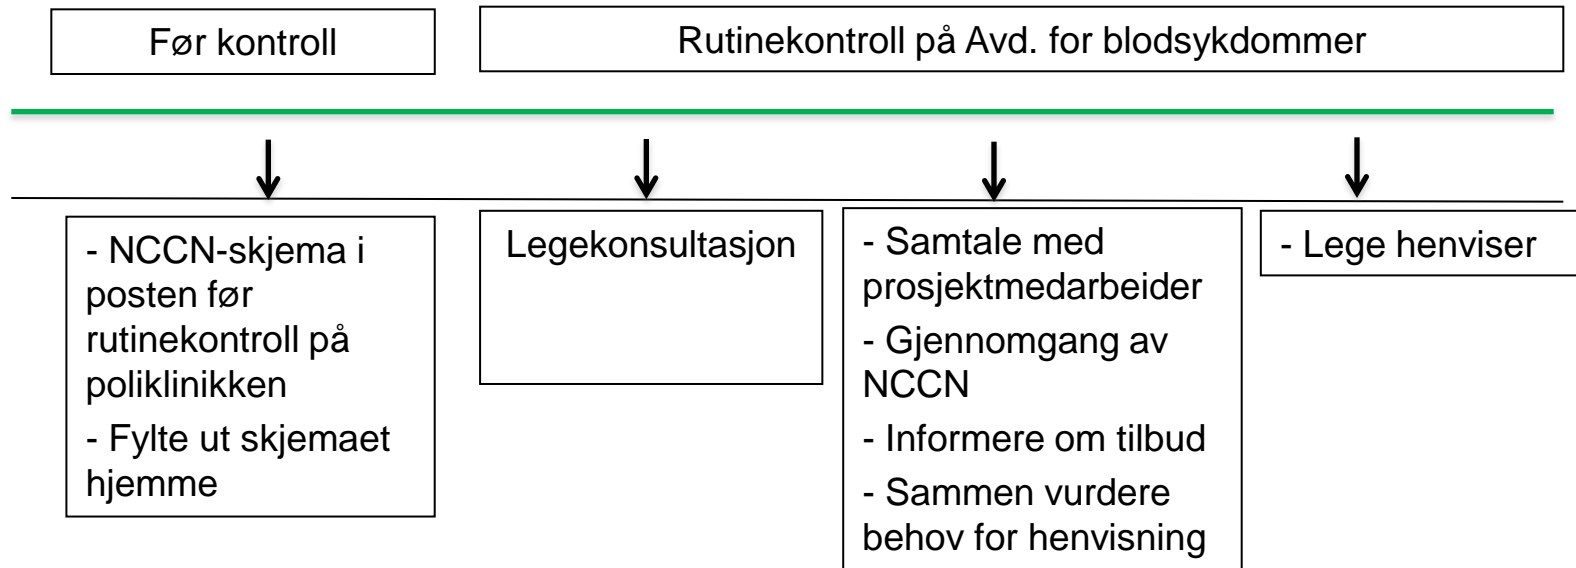 Før kontroll
Rutinekontroll på Avd. for blodsykdommer
- NCCN-skjema i
posten før
rutinekontroll på
poliklinikken
- Fylte ut skjemaet
hjemme
Legekonsultasjon
- Samtale med
prosjektmedarbeider
- Gjennomgang av
NCCN
- Informere om tilbud
- Sammen vurdere
behov for henvisning
- Lege henviser